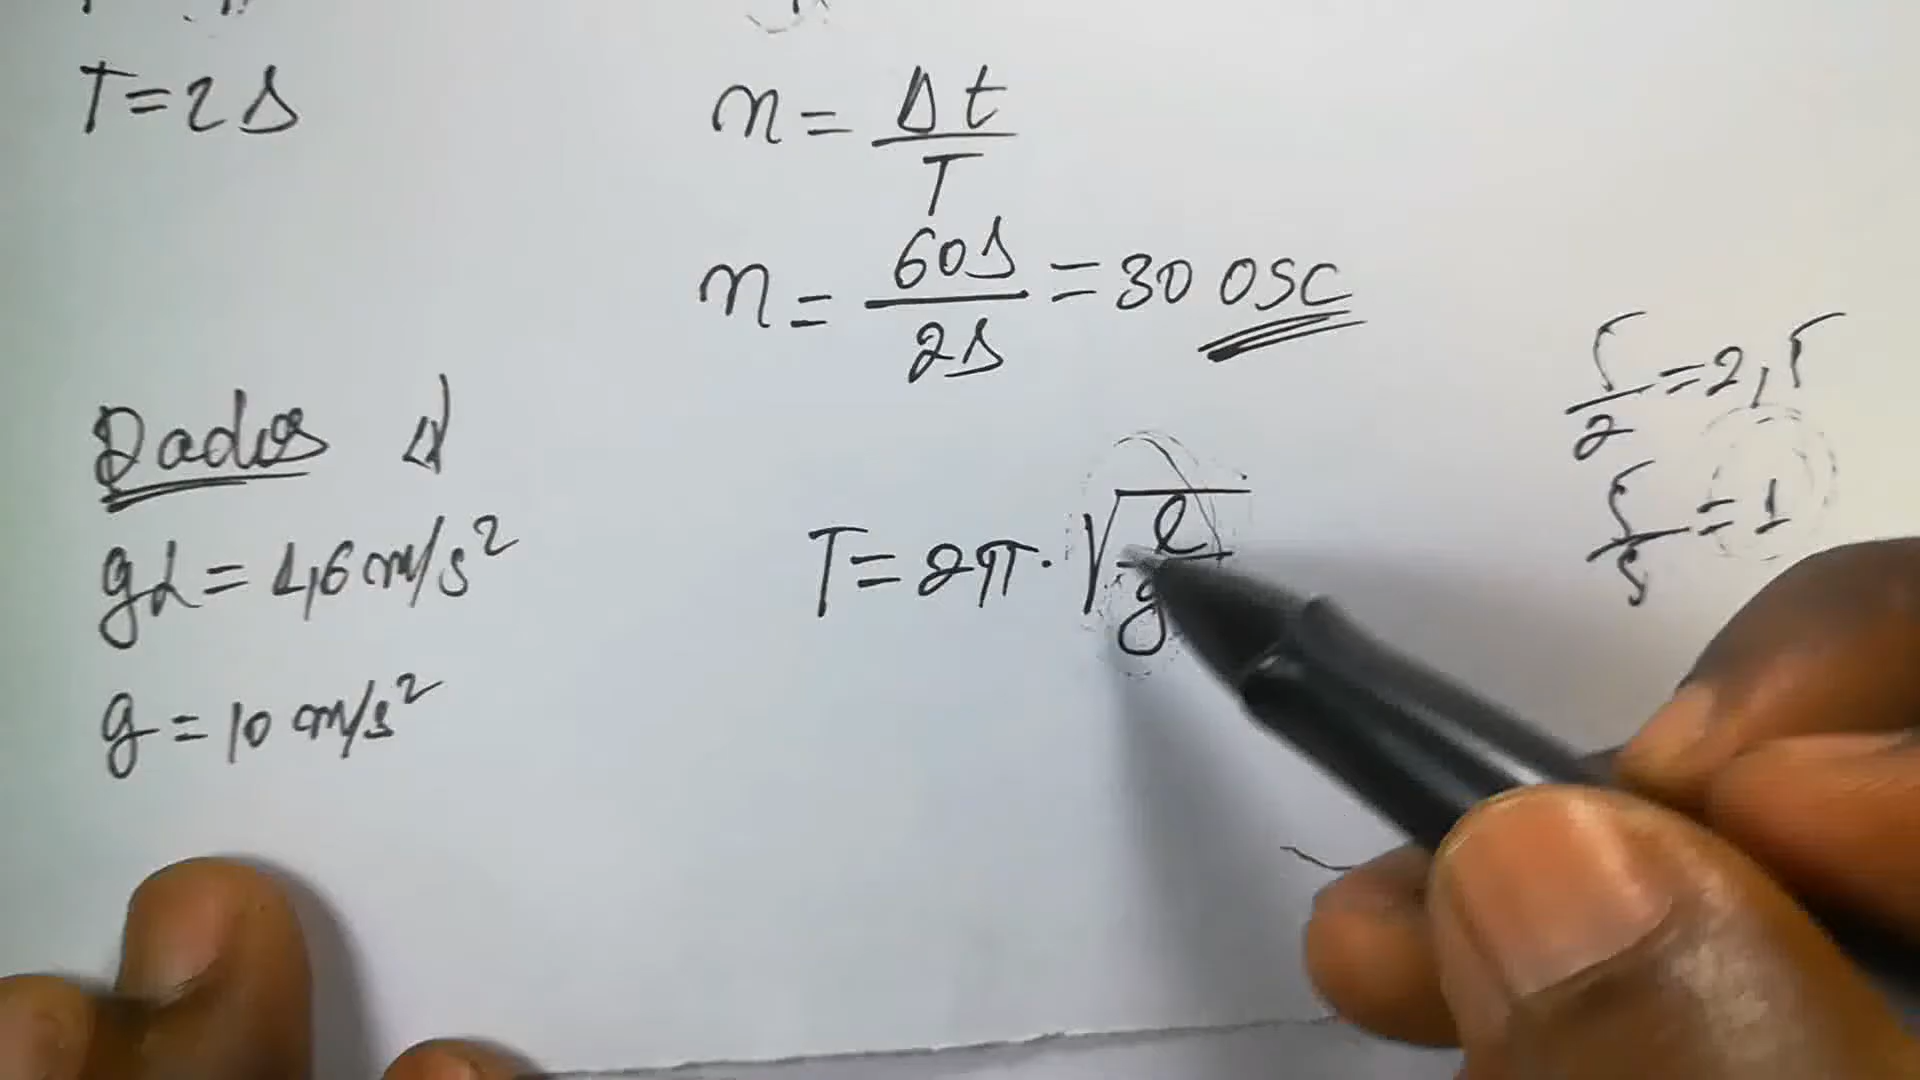 T=2s
n = Δt / T
n = 60s / 2s = 30 OSC
5/2 = 2,5
5/5 = 1
Dados
T = 2π · √(l/g)
gL = 1,6 m/s²
g = 10 m/s²